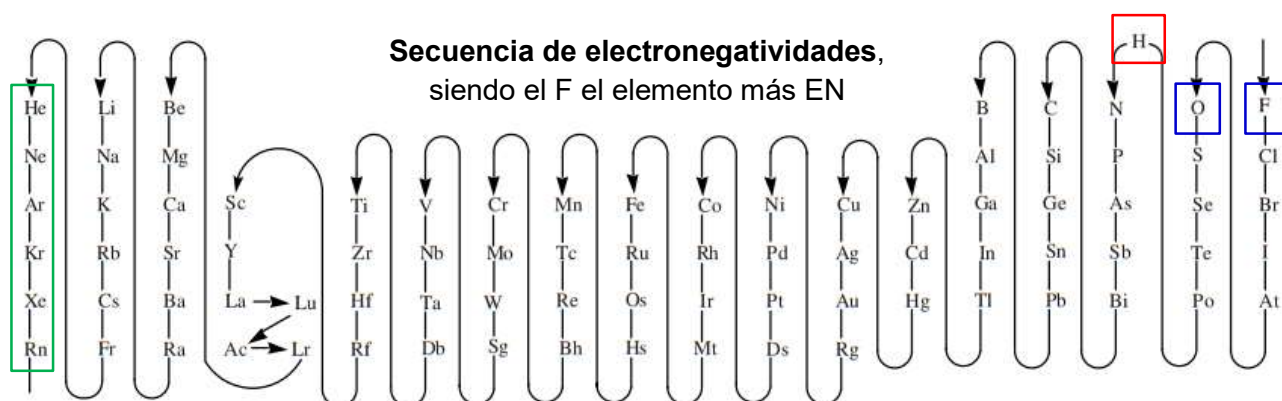 Secuencia de electronegatividades,
siendo el F el elemento más EN
H
He Li Be B C N O F
Ne Na Mg Al Si P S Cl
Ar K Ca Sc Ti V Cr Mn Fe Co Ni Cu Zn Ga Ge As Se Br
Kr Rb Sr Y Zr Nb Mo Tc Ru Rh Pd Ag Cd In Sn Sb Te I
Xe Cs Ba La Lu Hf Ta W Re Os Ir Pt Au Hg Tl Pb Bi Po At
Rn Fr Ra Ac Lr Rf Db Sg Bh Hs Mt Ds Rg